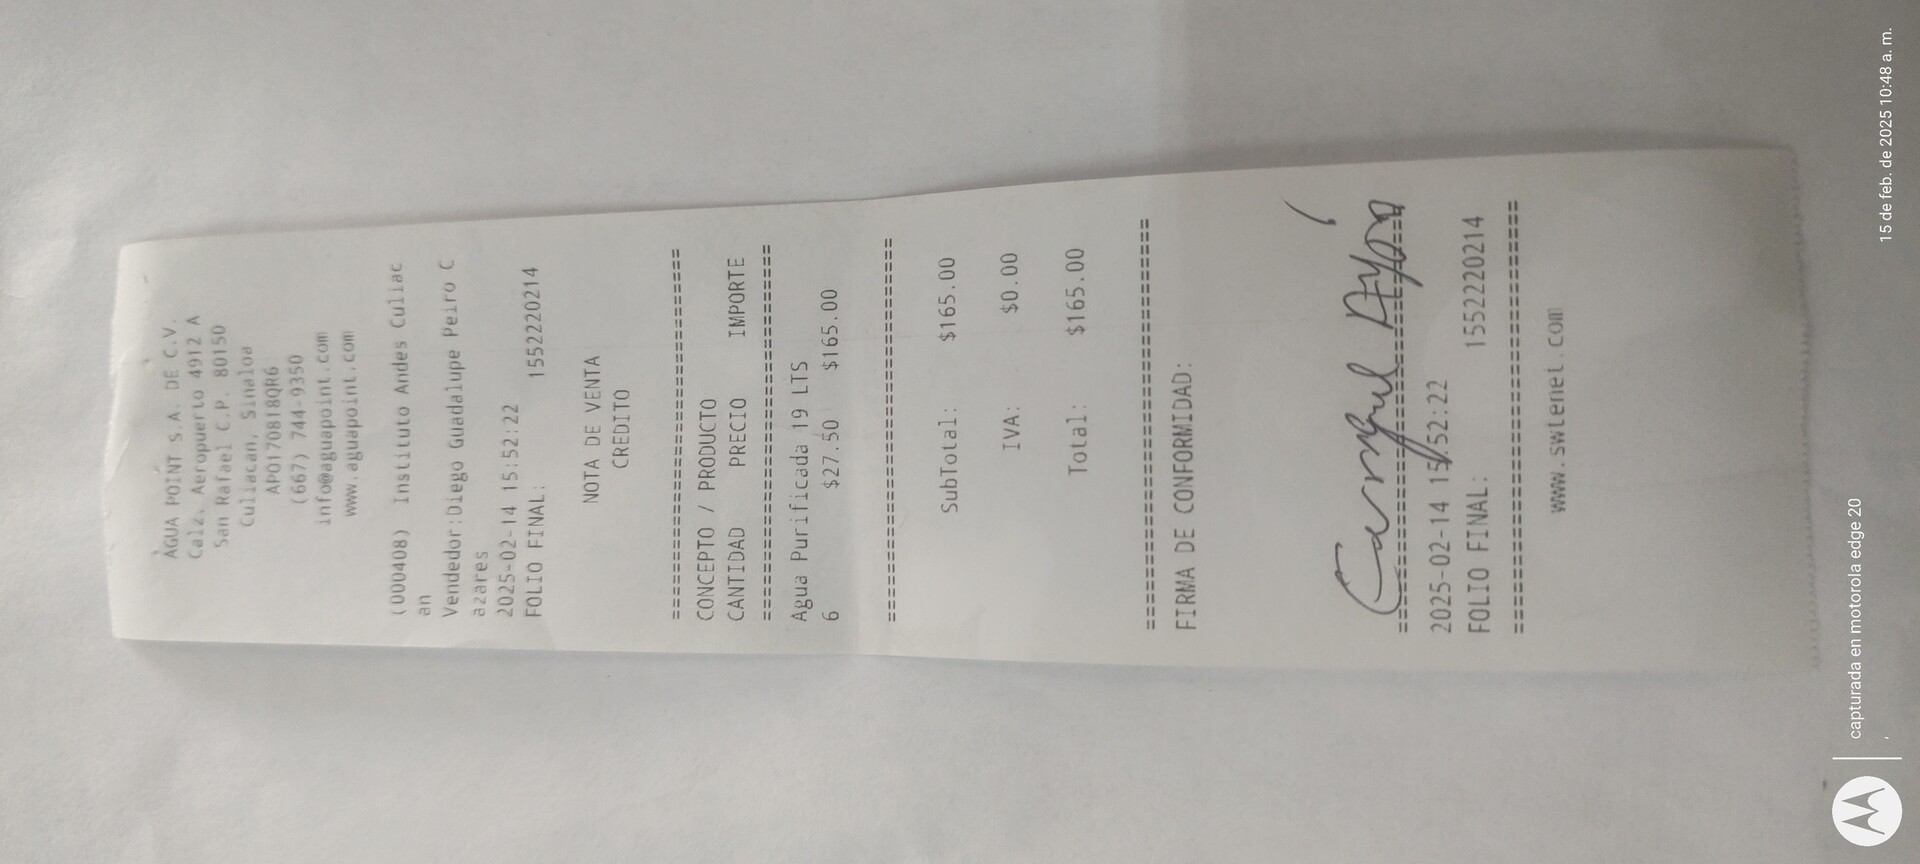 AGUA POINT S.A. DE C.V.
Calz. Aeropuerto 4912 A
San Rafael C.P. 80150
Culiacan, Sinaloa
APO170818QR6
(667) 744-9350
info@aguapoint.com
www.aguapoint.com
(000408) Instituto Andes Culiac
an
Vendedor:Diego Guadalupe Peiro C
azares
2025-02-14 15:52:22
FOLIO FINAL: 1552220214
NOTA DE VENTA
CREDITO
================================
CONCEPTO / PRODUCTO
CANTIDAD PRECIO IMPORTE
================================
Agua Purificada 19 LTS
6 $27.50 $165.00
================================
SubTotal: $165.00
IVA: $0.00
Total: $165.00
================================
FIRMA DE CONFORMIDAD:
================================
2025-02-14 15:52:22
FOLIO FINAL: 1552220214
================================
www.swtenet.com
capturada en motorola edge 20
15 de feb. de 2025 10:48 a. m.